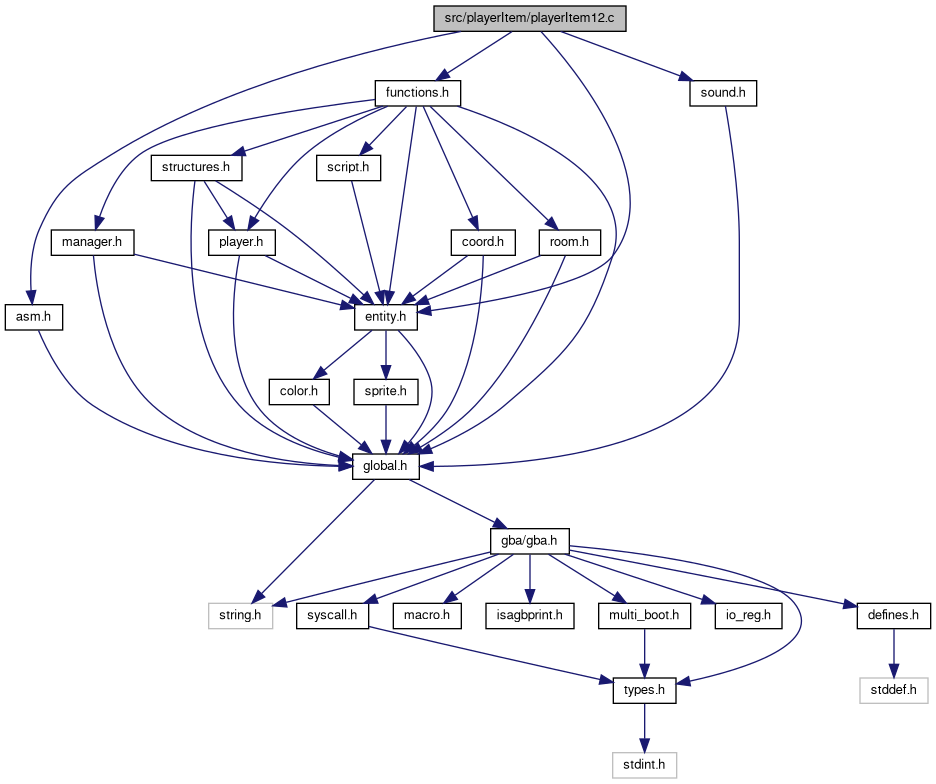 src/playerItem/playerItem12.c
functions.h
sound.h
structures.h
script.h
manager.h
player.h
coord.h
room.h
asm.h
entity.h
color.h
sprite.h
global.h
gba/gba.h
string.h
syscall.h
macro.h
isagbprint.h
multi_boot.h
io_reg.h
defines.h
types.h
stddef.h
stdint.h